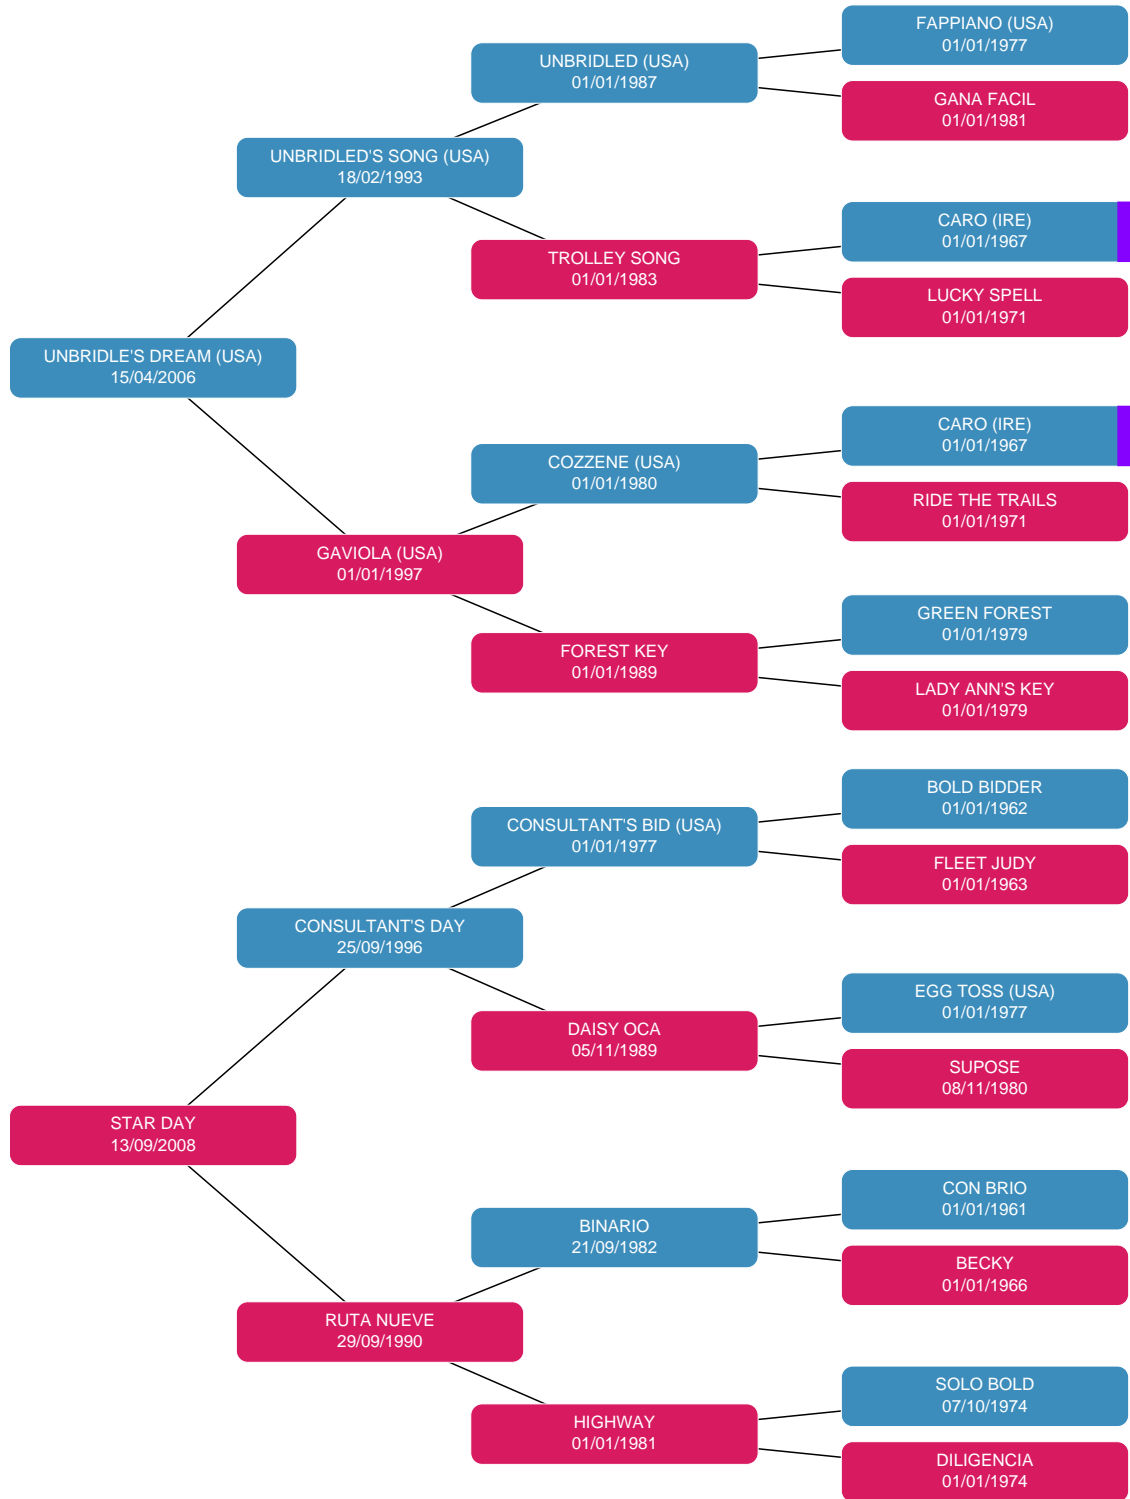 FAPPIANO (USA)
01/01/1977
UNBRIDLED (USA)
01/01/1987
GANA FACIL
01/01/1981
UNBRIDLED'S SONG (USA)
18/02/1993
CARO (IRE)
01/01/1967
TROLLEY SONG
01/01/1983
LUCKY SPELL
01/01/1971
UNBRIDLE'S DREAM (USA)
15/04/2006
CARO (IRE)
01/01/1967
COZZENE (USA)
01/01/1980
RIDE THE TRAILS
01/01/1971
GAVIOLA (USA)
01/01/1997
GREEN FOREST
01/01/1979
FOREST KEY
01/01/1989
LADY ANN'S KEY
01/01/1979
BOLD BIDDER
01/01/1962
CONSULTANT'S BID (USA)
01/01/1977
FLEET JUDY
01/01/1963
CONSULTANT'S DAY
25/09/1996
EGG TOSS (USA)
01/01/1977
DAISY OCA
05/11/1989
SUPOSE
08/11/1980
STAR DAY
13/09/2008
CON BRIO
01/01/1961
BINARIO
21/09/1982
BECKY
01/01/1966
RUTA NUEVE
29/09/1990
SOLO BOLD
07/10/1974
HIGHWAY
01/01/1981
DILIGENCIA
01/01/1974